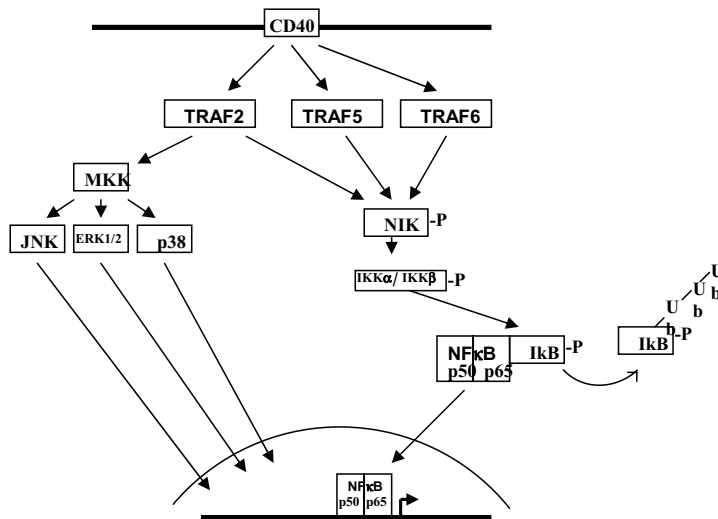 CD40
TRAF2
TRAF5
TRAF6
MKK
NIK
-P
JNK
ERK1/2
p38
IKKα/ IKKβ
-P
U
b
U
b
U
b
NFκB
p50 p65
IkB
-P
IkB
-P
NFκB
p50 p65